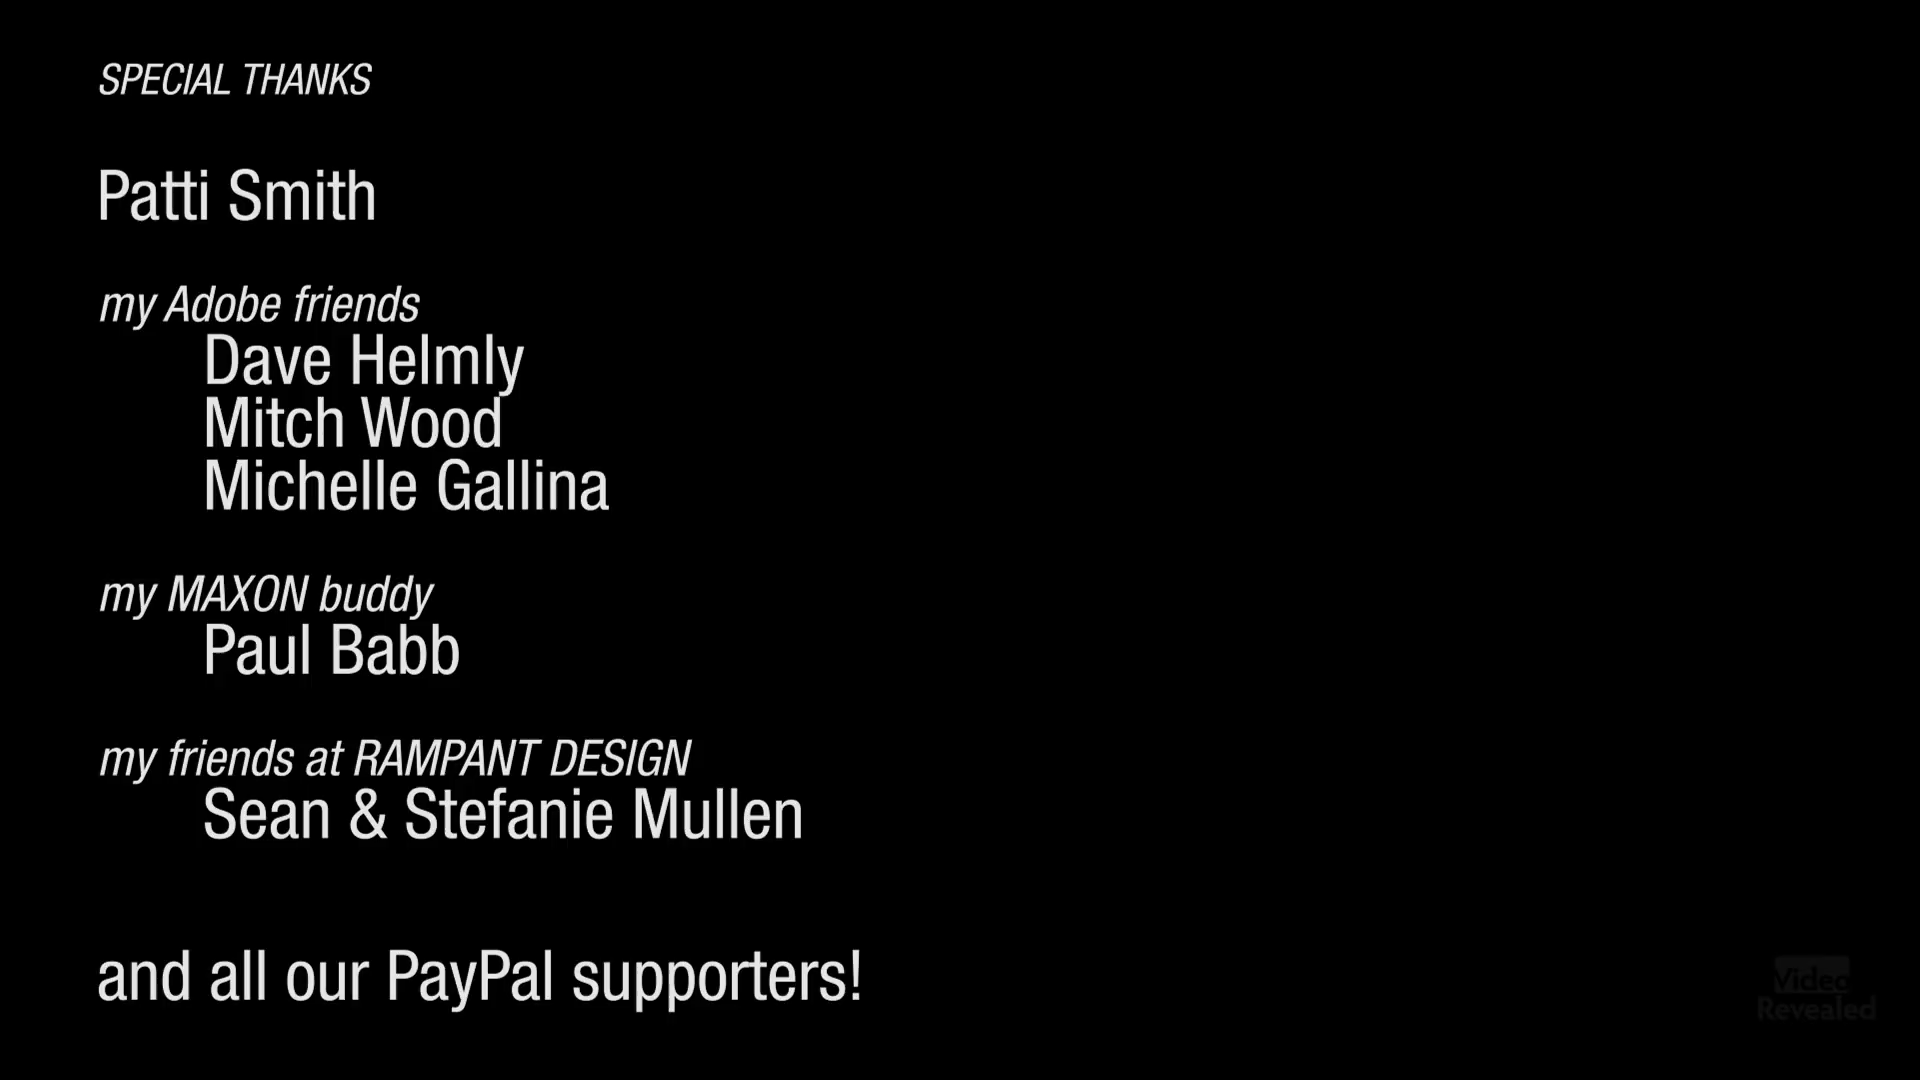 SPECIAL THANKS
Patti Smith
my Adobe friends
Dave Helmly
Mitch Wood
Michelle Gallina
my MAXON buddy
Paul Babb
my friends at RAMPANT DESIGN
Sean & Stefanie Mullen
and all our PayPal supporters!
Video
Revealed